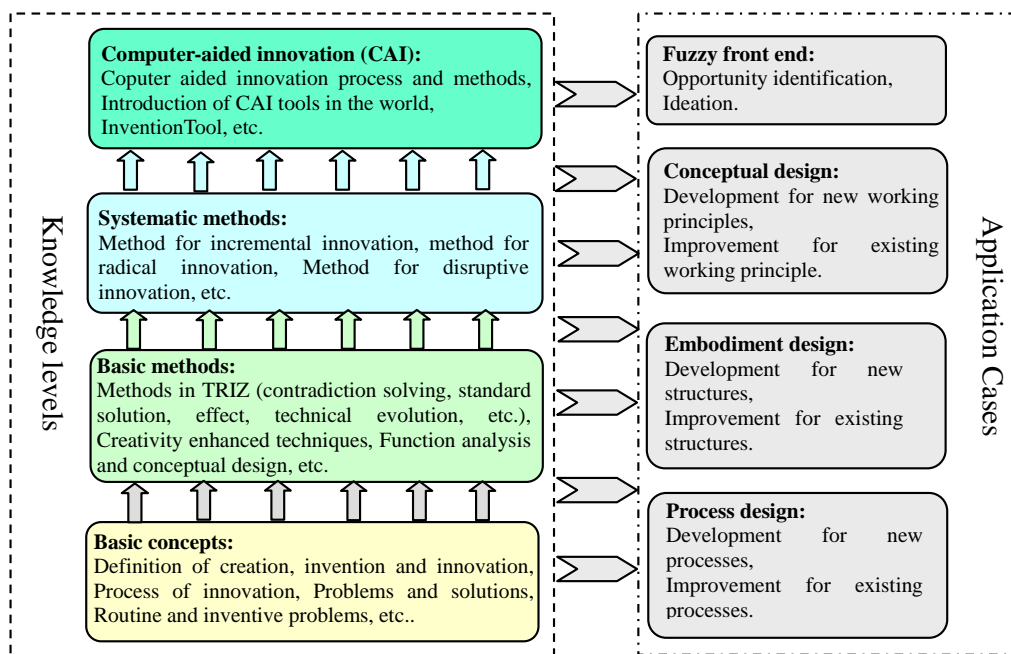 Knowledge levels
Computer-aided innovation (CAI):
Coputer aided innovation process and methods,
Introduction of CAI tools in the world,
InventionTool, etc.
Systematic methods:
Method for incremental innovation, method for
radical innovation, Method for disruptive
innovation, etc.
Basic methods:
Methods in TRIZ (contradiction solving, standard
solution, effect, technical evolution, etc.),
Creativity enhanced techniques, Function analysis
and conceptual design, etc.
Basic concepts:
Definition of creation, invention and innovation,
Process of innovation, Problems and solutions,
Routine and inventive problems, etc..
Fuzzy front end:
Opportunity identification,
Ideation.
Conceptual design:
Development for new working
principles,
Improvement for existing
working principle.
Embodiment design:
Development for new
structures,
Improvement for existing
structures.
Process design:
Development for new
processes,
Improvement for existing
processes.
Application Cases